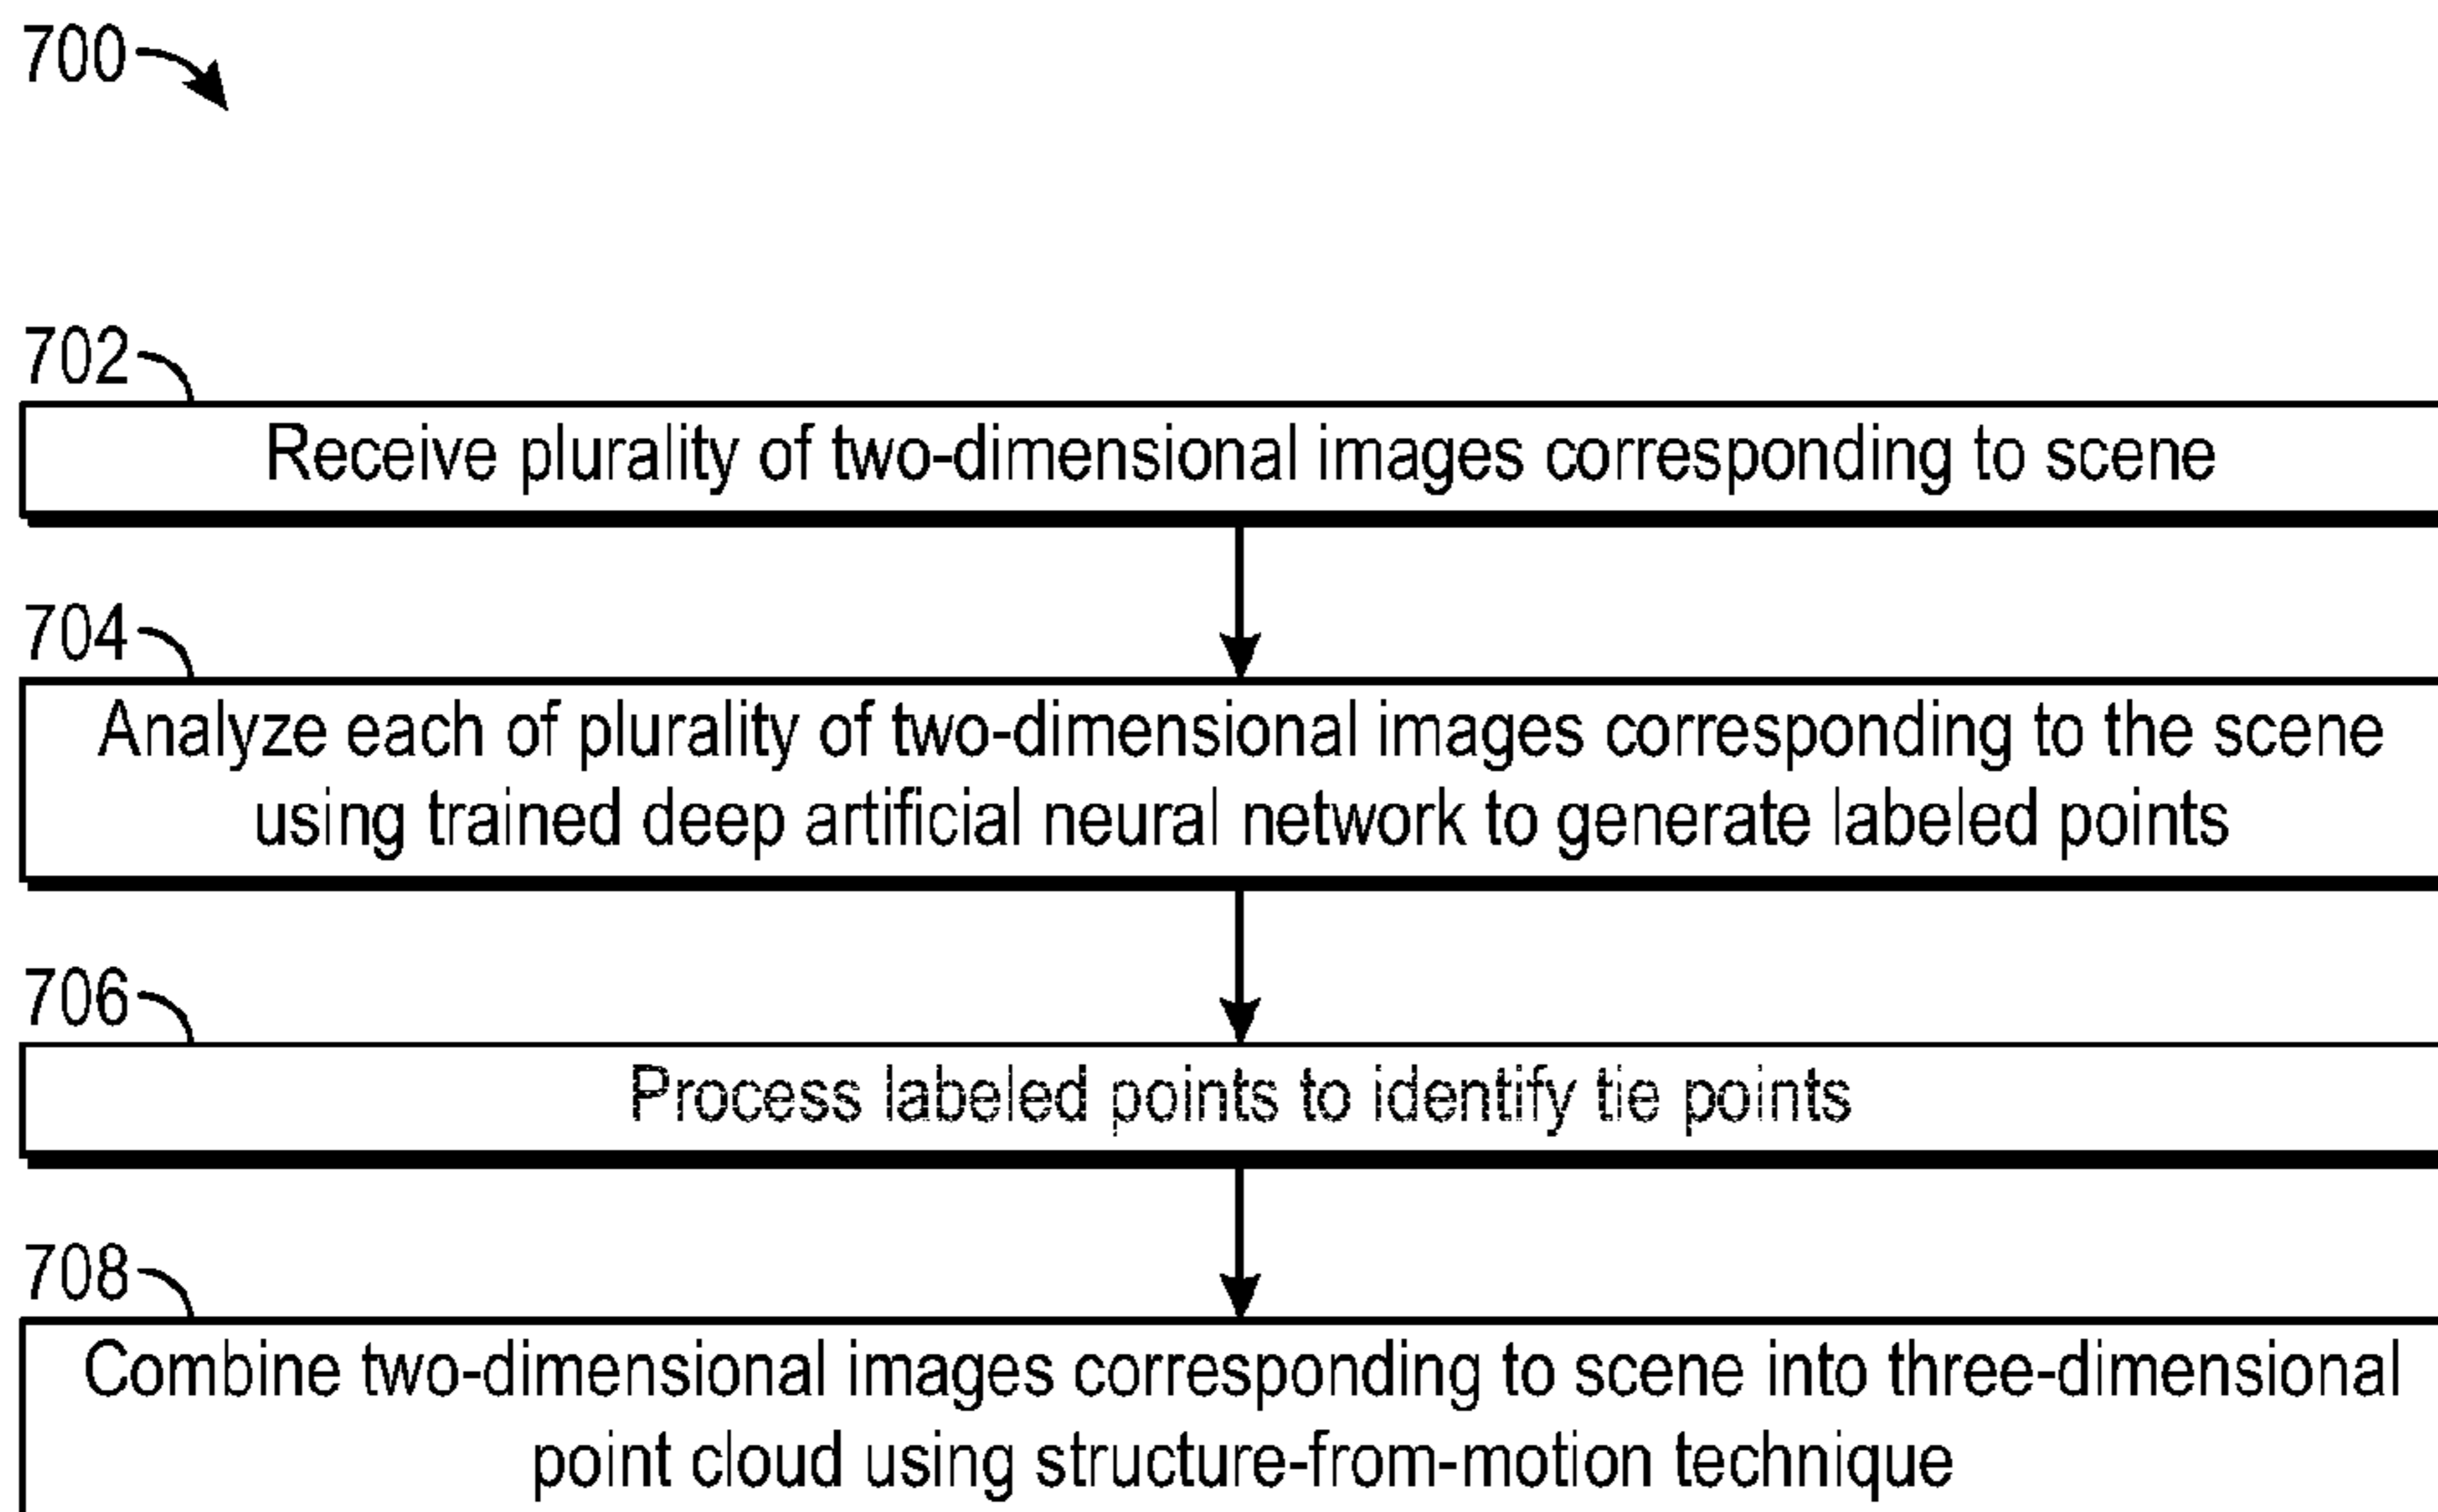 700
702
Receive plurality of two-dimensional images corresponding to scene
704
Analyze each of plurality of two-dimensional images corresponding to the scene
using trained deep artificial neural network to generate labeled points
706
Process labeled points to identify tie points
708
Combine two-dimensional images corresponding to scene into three-dimensional
point cloud using structure-from-motion technique